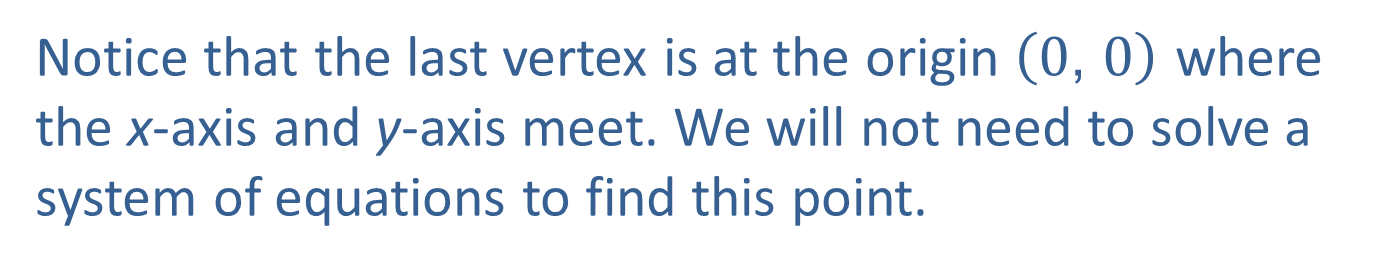 Notice that the last vertex is at the origin (0, 0) where
the x-axis and y-axis meet. We will not need to solve a
system of equations to find this point.